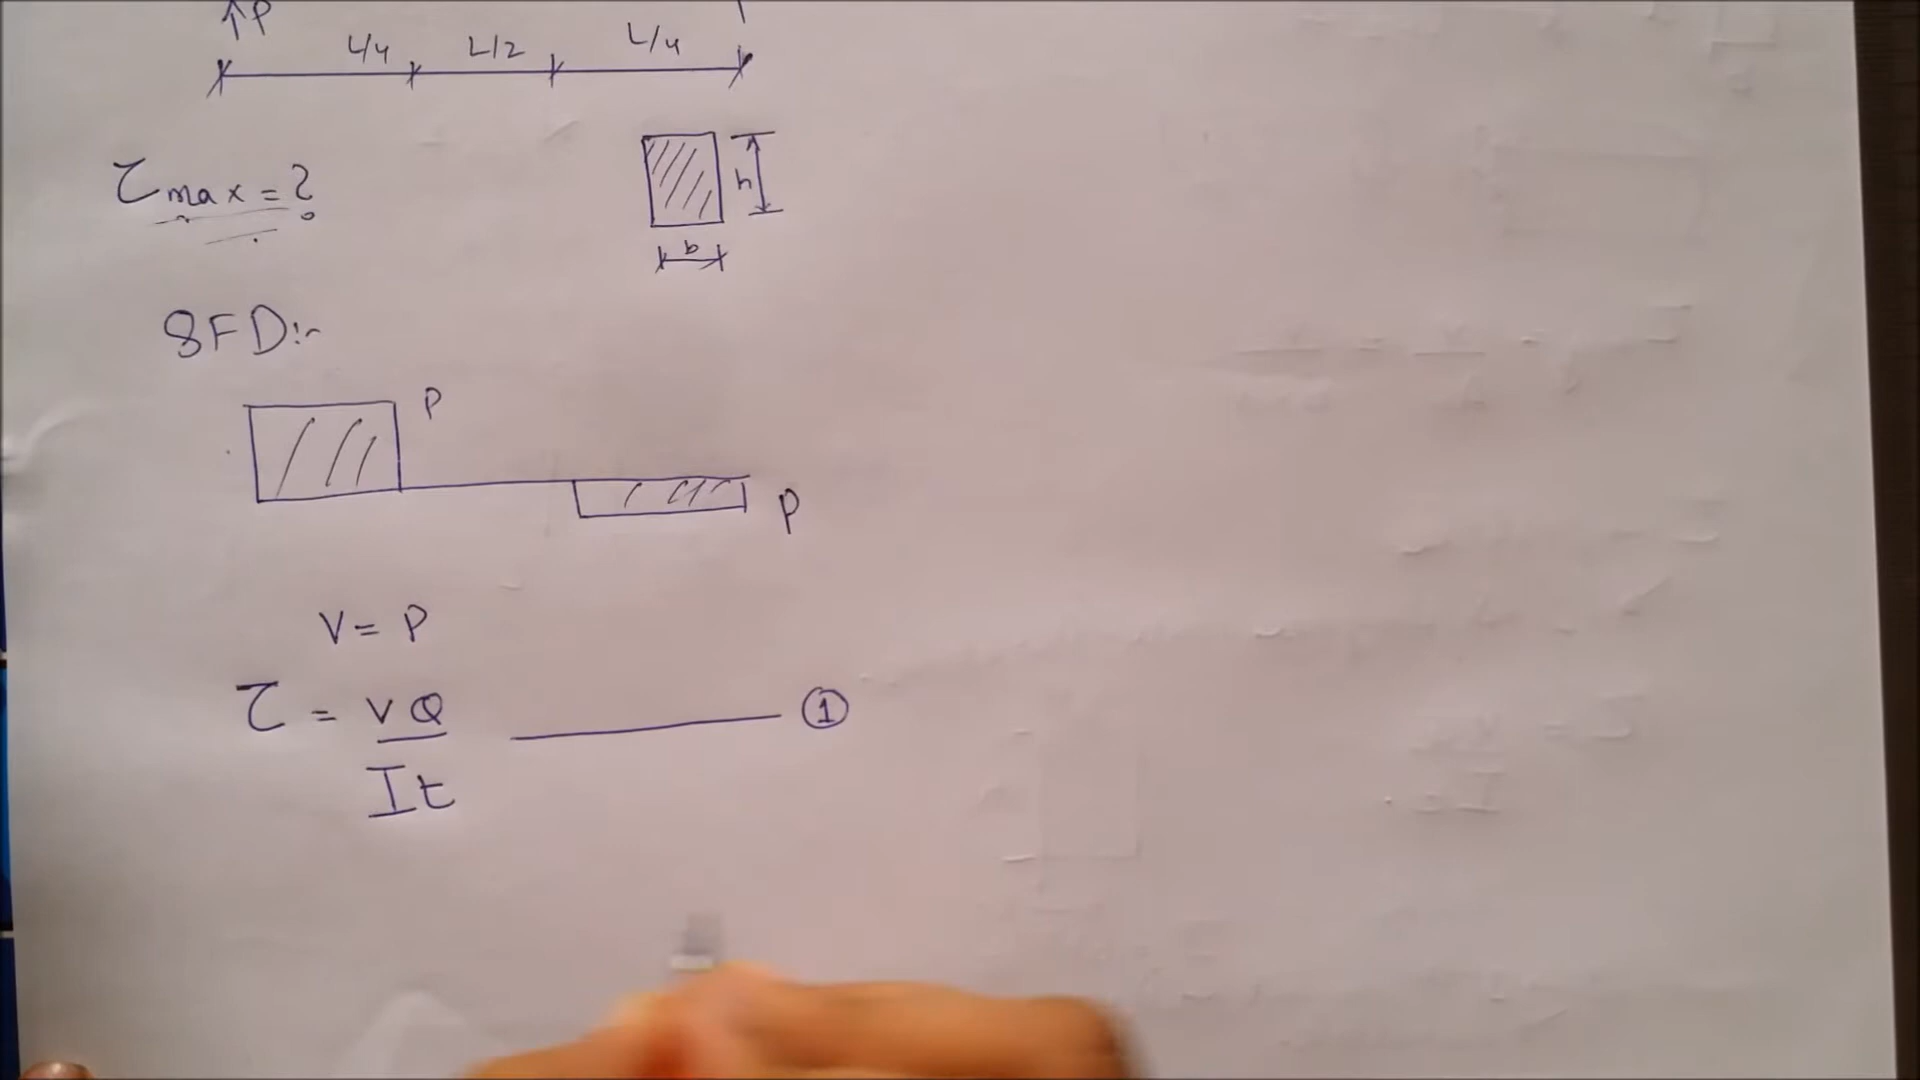 ↑P
L/4 L/2 L/4
τmax = ?
h
b
SFD:-
P
P
V = P
τ = VQ / It ——— ①